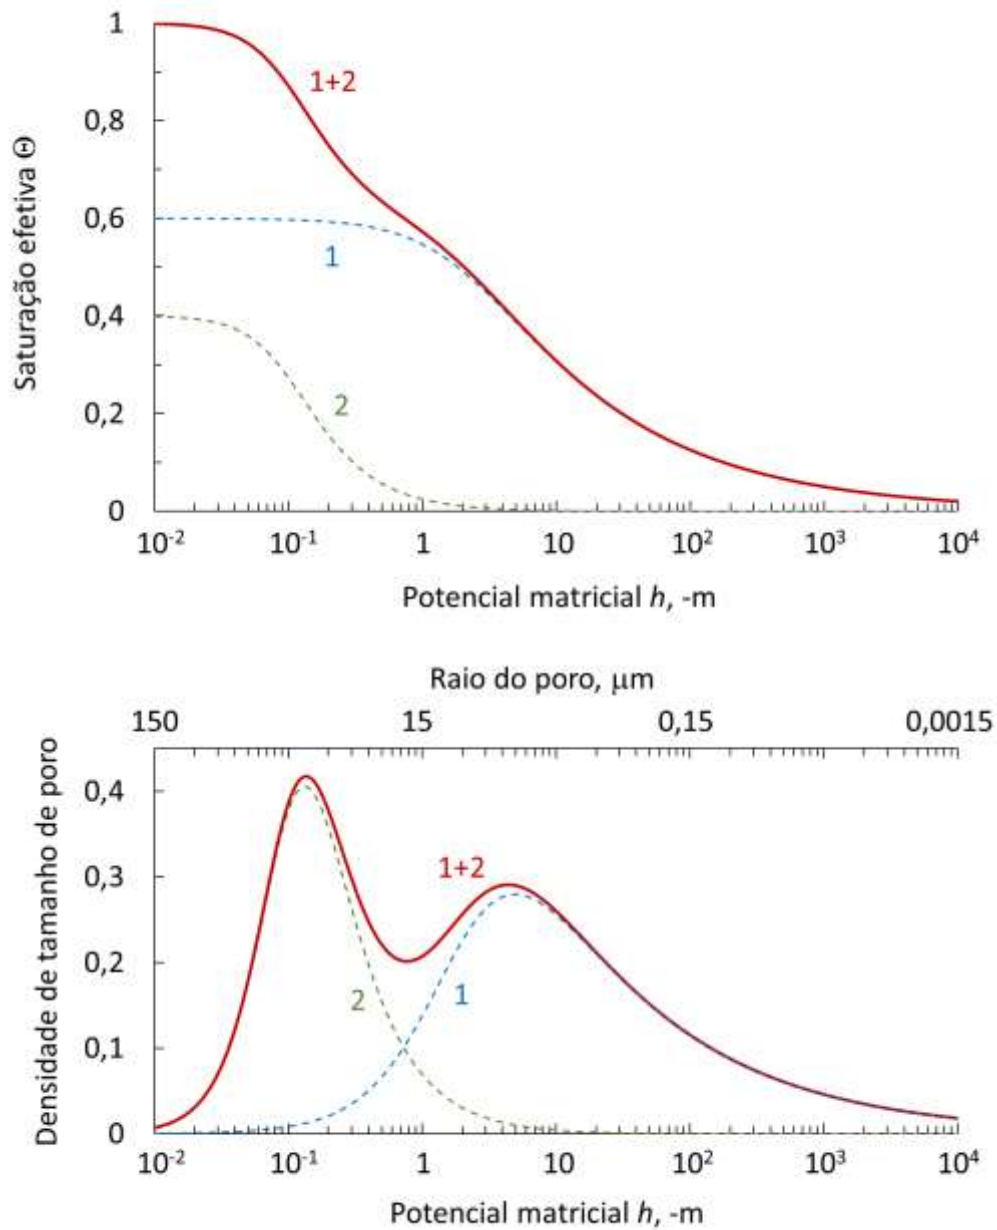 1
0,8
0,6
0,4
0,2
0
Saturação efetiva Θ
1+2
1
2
10⁻² 10⁻¹ 1 10 10² 10³ 10⁴
Potencial matricial h, -m
Raio do poro, μm
150 15 0,15 0,0015
Densidade de tamanho de poro
0,4
0,3
0,2
0,1
0
1+2
2
1
10⁻² 10⁻¹ 1 10 10² 10³ 10⁴
Potencial matricial h, -m